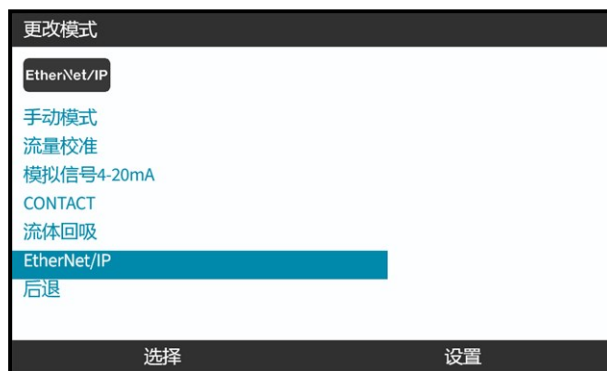 更改模式
EtherNet/IP
手动模式
流量校准
模拟信号4-20mA
CONTACT
流体回吸
EtherNet/IP
后退
选择 设置